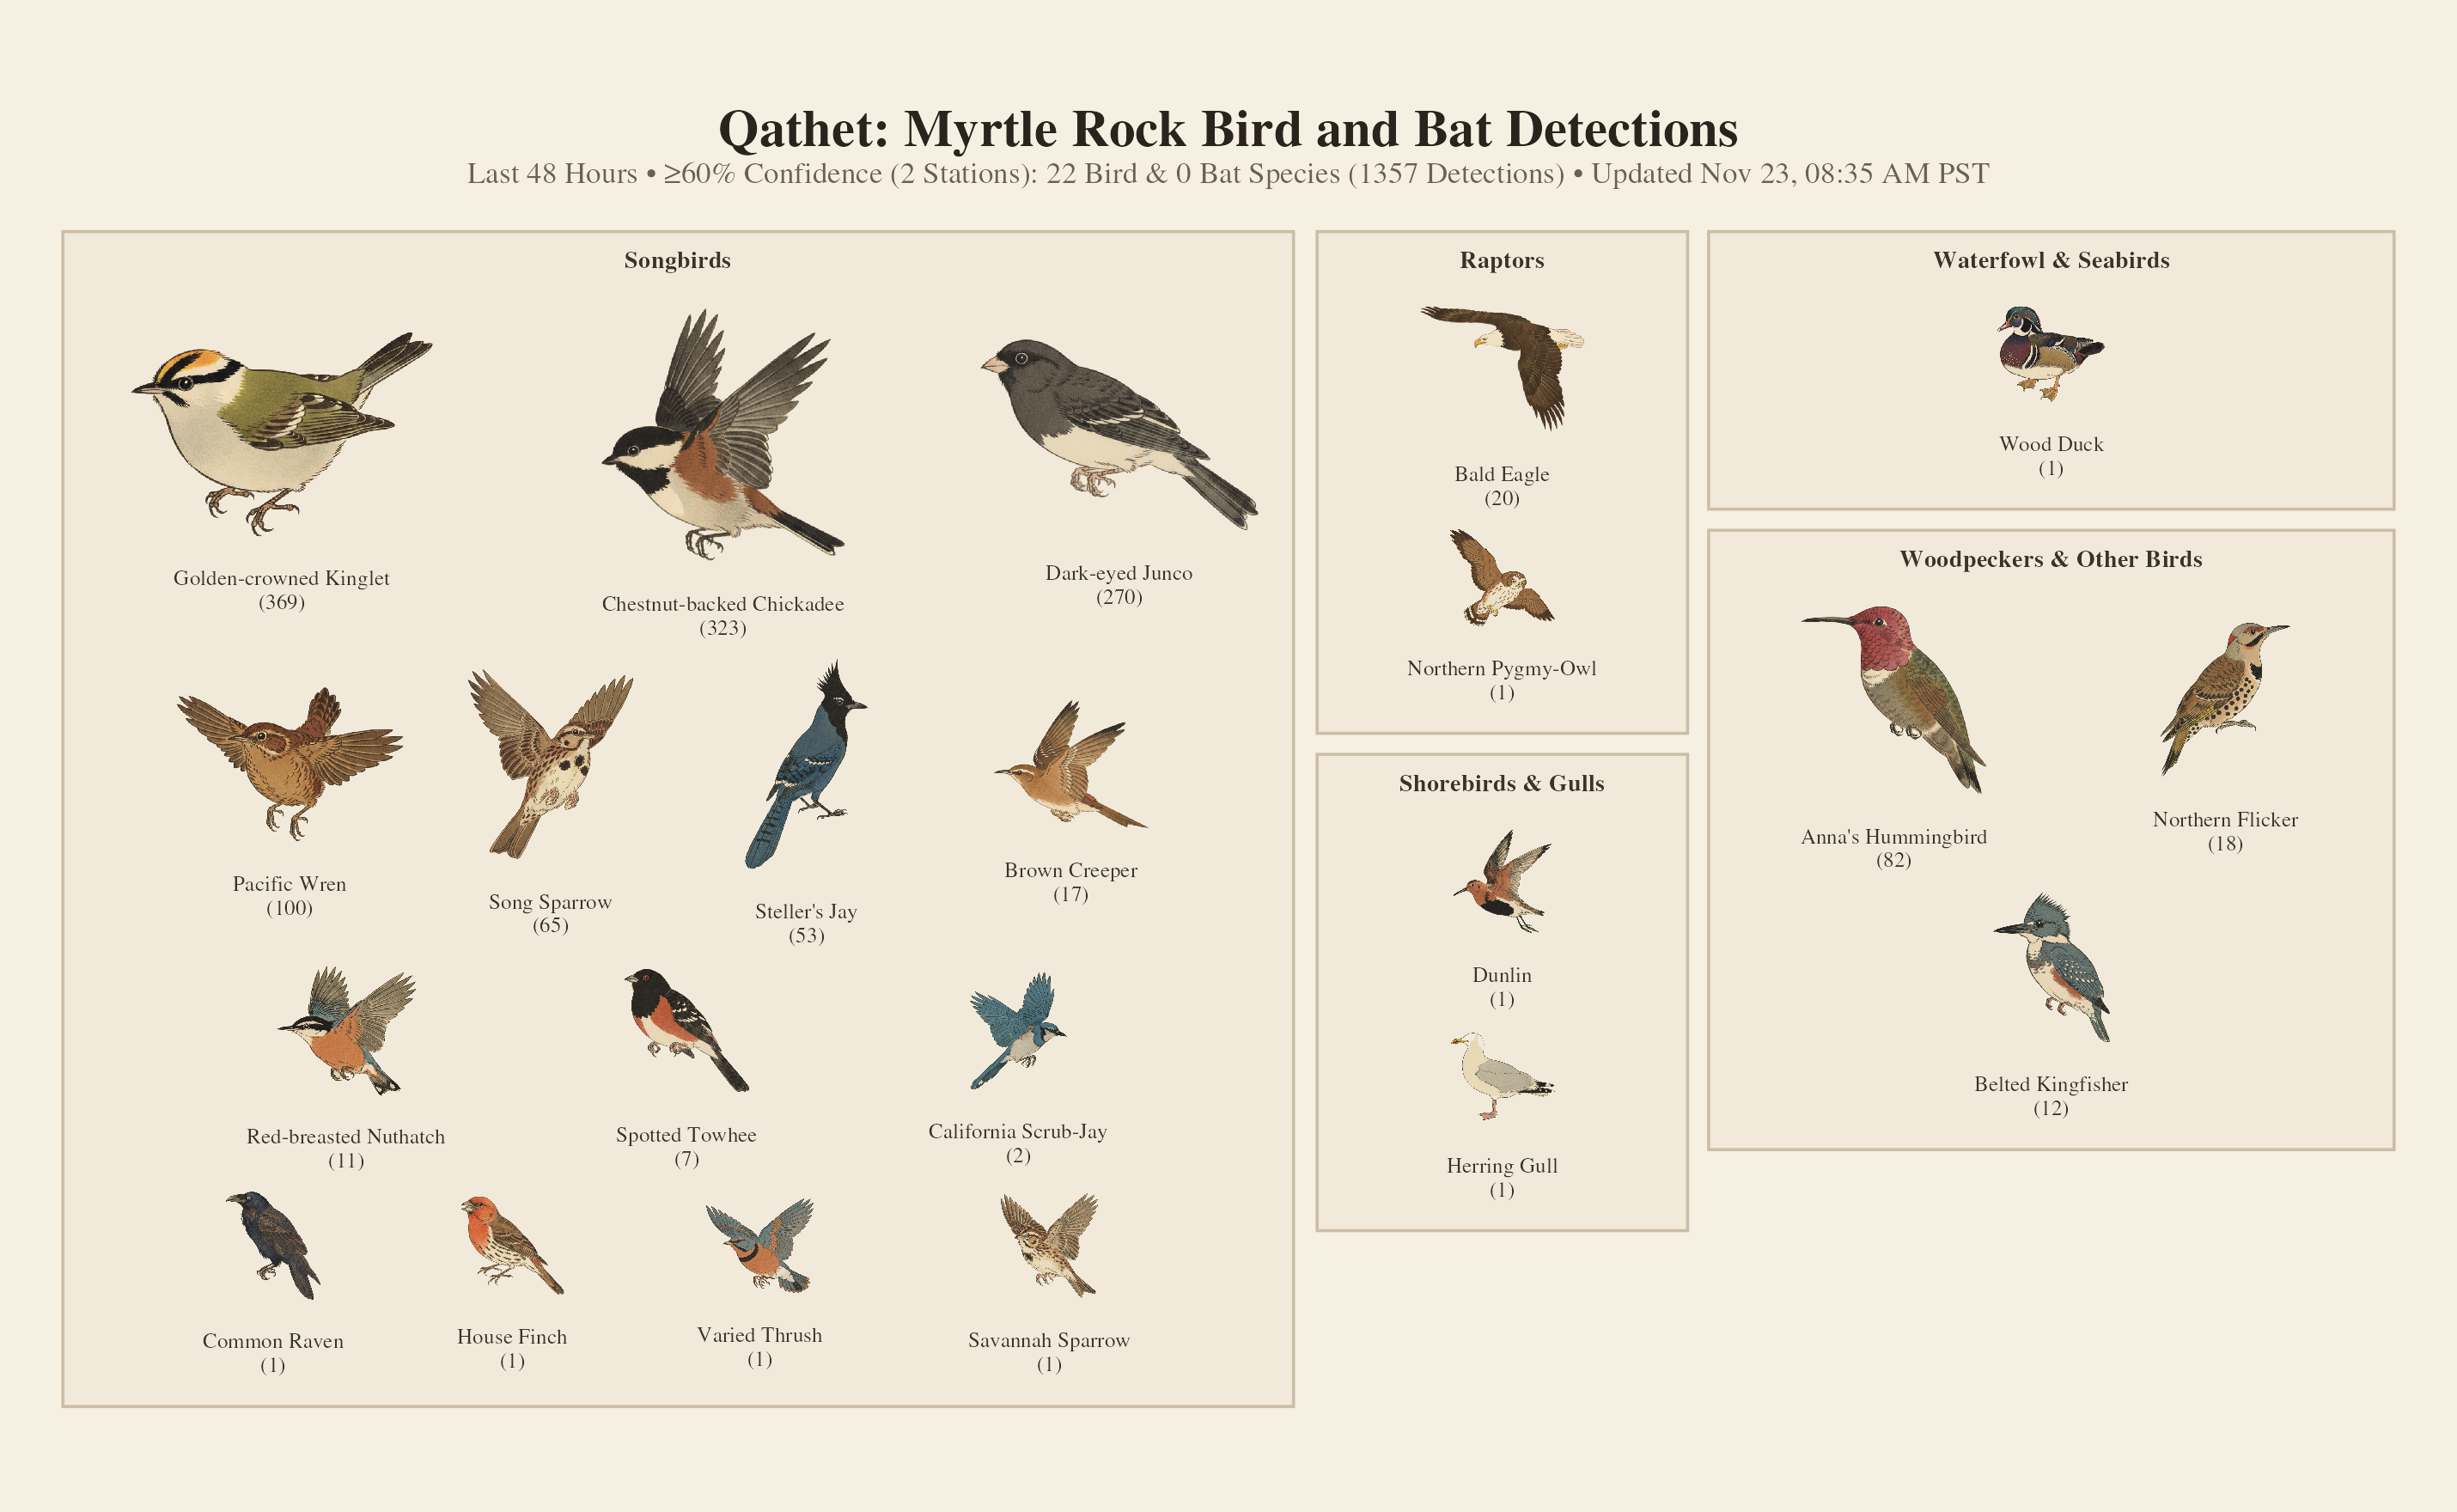 Qathet: Myrtle Rock Bird and Bat Detections
Last 48 Hours • ≥60% Confidence (2 Stations): 22 Bird & 0 Bat Species (1357 Detections) • Updated Nov 23, 08:35 AM PST
Songbirds
Golden-crowned Kinglet
(369)
Chestnut-backed Chickadee
(323)
Dark-eyed Junco
(270)
Pacific Wren
(100)
Song Sparrow
(65)
Steller's Jay
(53)
Brown Creeper
(17)
Red-breasted Nuthatch
(11)
Spotted Towhee
(7)
California Scrub-Jay
(2)
Common Raven
(1)
House Finch
(1)
Varied Thrush
(1)
Savannah Sparrow
(1)
Raptors
Bald Eagle
(20)
Northern Pygmy-Owl
(1)
Shorebirds & Gulls
Dunlin
(1)
Herring Gull
(1)
Waterfowl & Seabirds
Wood Duck
(1)
Woodpeckers & Other Birds
Anna's Hummingbird
(82)
Northern Flicker
(18)
Belted Kingfisher
(12)